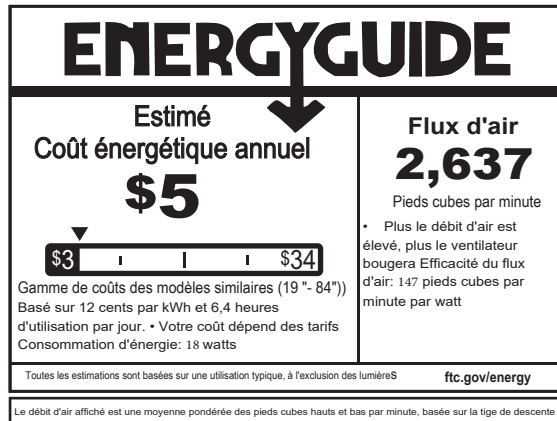 ENERGYGUIDE
Estimé
Coût énergétique annuel
$5
$3
$34
Gamme de coûts des modèles similaires (19 "- 84"))
Basé sur 12 cents par kWh et 6,4 heures
d'utilisation par jour. • Votre coût dépend des tarifs
Consommation d'énergie: 18 watts
Flux d'air
2,637
Pieds cubes par minute
• Plus le débit d'air est
élevé, plus le ventilateur
bougera Efficacité du flux
d'air: 147 pieds cubes par
minute par watt
Toutes les estimations sont basées sur une utilisation typique, à l'exclusion des lumièreS
ftc.gov/energy
Le débit d'air affiché est une moyenne pondérée des pieds cubes hauts et bas par minute, basée sur la tige de descente